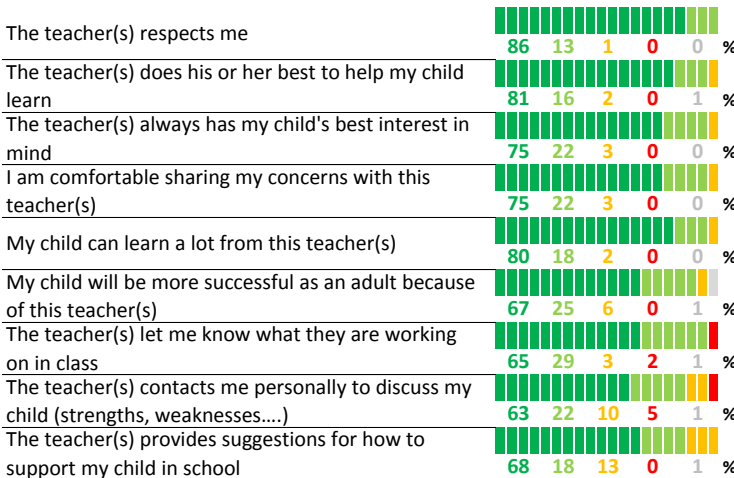 The teacher(s) respects me
86 13 1 0 0 %
The teacher(s) does his or her best to help my child
learn
81 16 2 0 1 %
The teacher(s) always has my child's best interest in
mind
75 22 3 0 0 %
I am comfortable sharing my concerns with this
teacher(s)
75 22 3 0 0 %
My child can learn a lot from this teacher(s)
80 18 2 0 0 %
My child will be more successful as an adult because
of this teacher(s)
67 25 6 0 1 %
The teacher(s) let me know what they are working
on in class
65 29 3 2 1 %
The teacher(s) contacts me personally to discuss my
child (strengths, weaknesses....)
63 22 10 5 1 %
The teacher(s) provides suggestions for how to
support my child in school
68 18 13 0 1 %